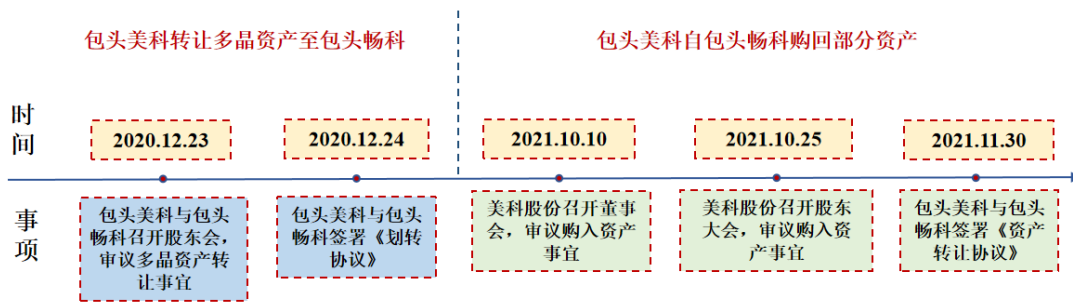 包头美科转让多晶资产至包头畅科
包头美科自包头畅科购回部分资产
时
间
2020.12.23
2020.12.24
2021.10.10
2021.10.25
2021.11.30
事
项
包头美科与包头
畅科召开股东会，
审议多晶资产转
让事宜
包头美科与包头
畅科签署《划转
协议》
美科股份召开董事
会，审议购入资产
事宜
美科股份召开股东
大会，审议购入资
产事宜
包头美科与包头
畅科签署《资产
转让协议》